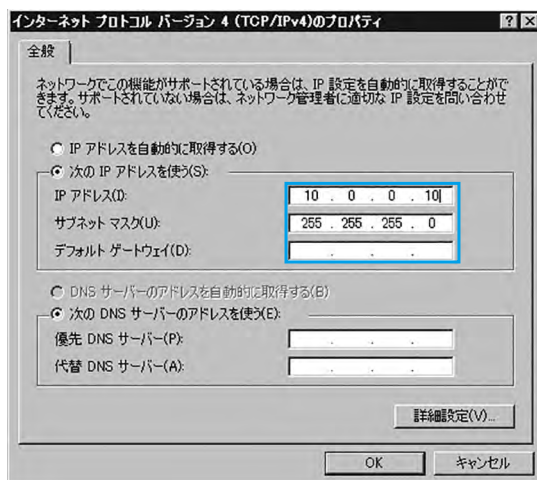 インターネット プロトコル バージョン 4 (TCP/IPv4)のプロパティ
全般
ネットワークでこの機能がサポートされている場合は、IP 設定を自動的に取得することがで
きます。サポートされていない場合は、ネットワーク管理者に適切な IP 設定を問い合わせ
てください。
IP アドレスを自動的に取得する(O)
次の IP アドレスを使う(S):
IP アドレス(I): 10 . 0 . 0 . 10
サブネット マスク(U): 255 . 255 . 255 . 0
デフォルト ゲートウェイ(D): . . .
DNS サーバーのアドレスを自動的に取得する(B)
次の DNS サーバーのアドレスを使う(E):
優先 DNS サーバー(P): . . .
代替 DNS サーバー(A): . . .
詳細設定(V)...
OK キャンセル